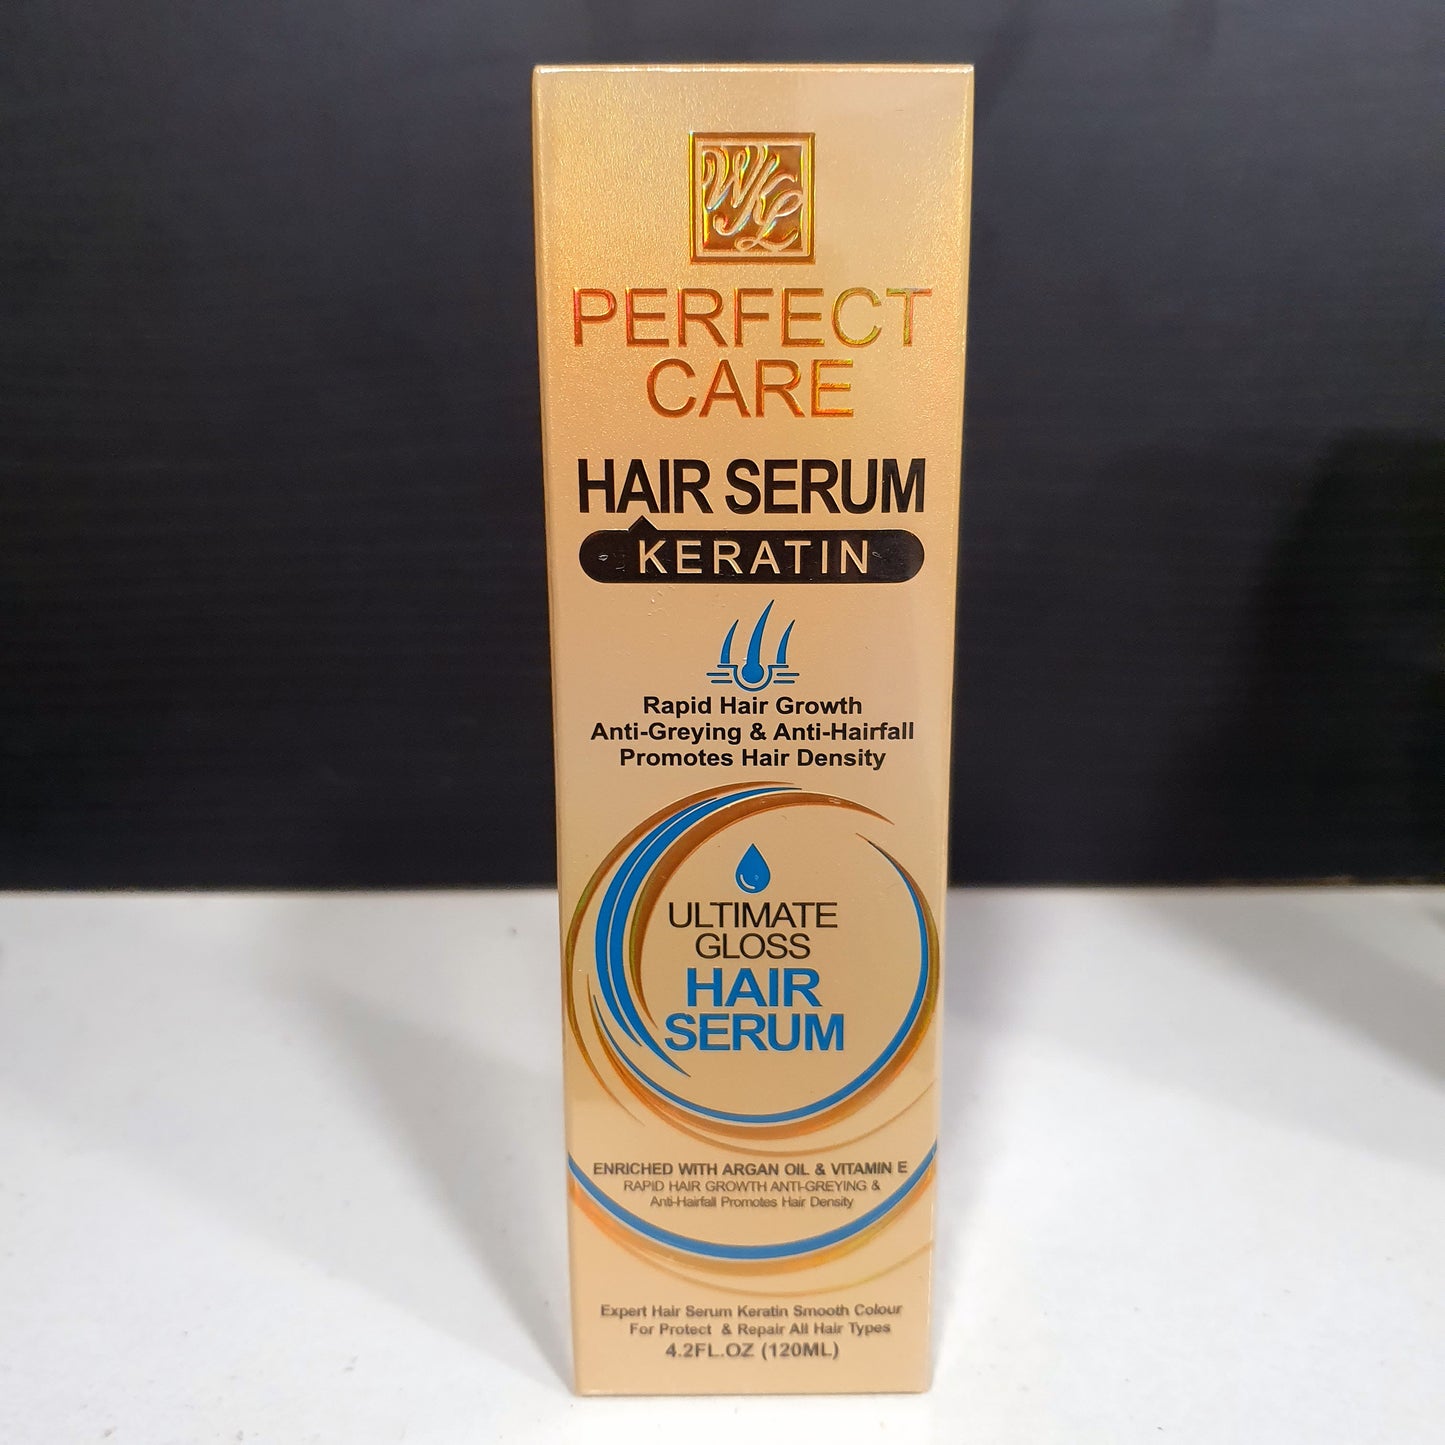 WKL
PERFECT
CARE
HAIR SERUM
KERATIN
Rapid Hair Growth
Anti-Greying & Anti-Hairfall
Promotes Hair Density
ULTIMATE
GLOSS
HAIR
SERUM
ENRICHED WITH ARGAN OIL & VITAMIN E
RAPID HAIR GROWTH ANTI-GREYING &
Anti-Hairfall Promotes Hair Density
Expert Hair Serum Keratin Smooth Colour
For Protect & Repair All Hair Types
4.2FL.OZ (120ML)